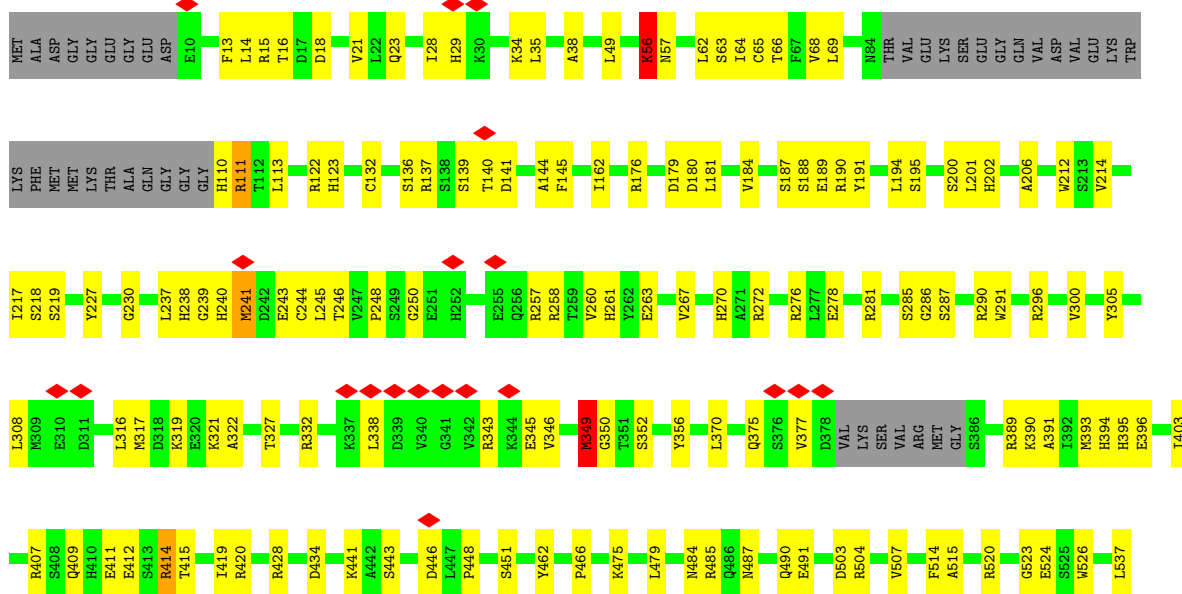 MET ALA ASP GLY GLY GLU GLU GLY GLU ASP E10 F13 L14 R15 T16 D17 D18 V21 L22 Q23 I28 H29 K30 K34 L35 A38 L49 K56 N57 L62 S63 I64 C65 T66 F67 V68 L69 N84 THR VAL GLU LYS SER GLU GLY GLN VAL ASP VAL GLU LYS TRP
LYS PHE MET MET LYS THR ALA GLN GLY GLY GLY H110 R111 T112 L113 R122 H123 C132 S136 R137 S138 S139 T140 D141 A144 F145 I162 R176 D179 D180 L181 V184 S187 S188 E189 R190 Y191 L194 S195 S200 L201 H202 A206 W212 S213 V214
I217 S218 S219 Y227 G230 L237 H238 G239 H240 M241 D242 E243 C244 L245 T246 V247 P248 S249 G250 E251 H252 E255 Q256 R257 R258 T259 V260 H261 Y262 E263 V267 H270 A271 R272 R276 L277 E278 R281 S285 G286 S287 R290 W291 R296 V300 Y305
L308 M309 E310 D311 L316 M317 D318 K319 E320 K321 A322 T327 R332 K337 L338 D339 V340 G341 V342 R343 K344 E345 V346 M349 G350 T351 S352 Y356 L370 Q375 S376 V377 D378 VAL LYS SER VAL ARG MET GLY S386 R389 K390 A391 I392 M393 H394 H395 E396 I403
R407 S408 Q409 H410 E411 E412 S413 R414 T415 I419 R420 R428 D434 K441 A442 S443 D446 L447 P448 S451 Y462 P466 K475 L479 N484 R485 Q486 N487 Q490 E491 D503 R504 V507 F514 A515 R520 G523 E524 S525 W526 L537